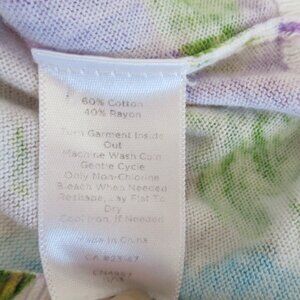 60% Cotton
40% Rayon
Turn Garment Inside
Out
Machine Wash Cold
Gentle Cycle
Only Non-Chlorine
Bleach When Needed
Reshape, Lay Flat To
Dry
Cool Iron, If Needed
Made In China